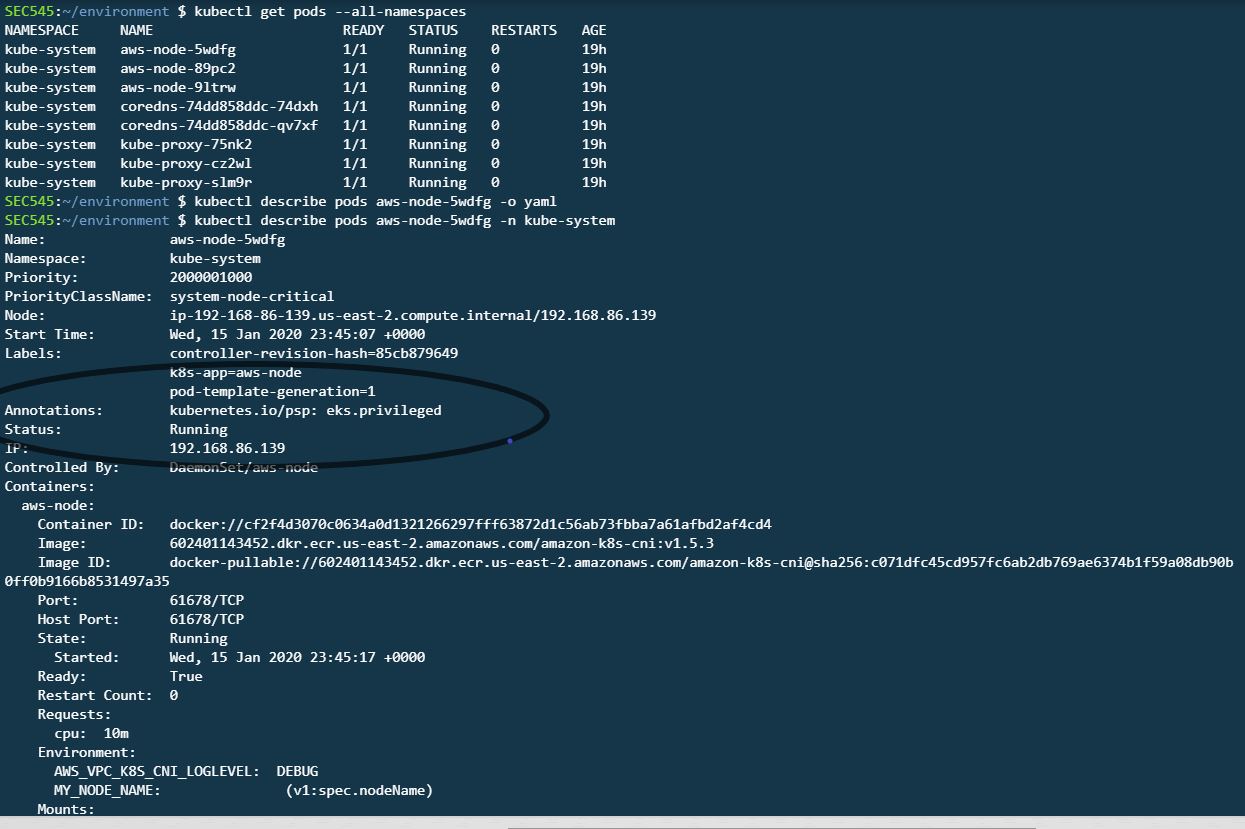 SEC545:~/environment $ kubectl get pods --all-namespaces
NAMESPACE     NAME                       READY   STATUS    RESTARTS   AGE
kube-system   aws-node-5wdfg             1/1     Running   0          19h
kube-system   aws-node-89pc2             1/1     Running   0          19h
kube-system   aws-node-9ltrw             1/1     Running   0          19h
kube-system   coredns-74dd858ddc-74dxh   1/1     Running   0          19h
kube-system   coredns-74dd858ddc-qv7xf   1/1     Running   0          19h
kube-system   kube-proxy-75nk2           1/1     Running   0          19h
kube-system   kube-proxy-cz2wl           1/1     Running   0          19h
kube-system   kube-proxy-slm9r           1/1     Running   0          19h
SEC545:~/environment $ kubectl describe pods aws-node-5wdfg -o yaml
SEC545:~/environment $ kubectl describe pods aws-node-5wdfg -n kube-system
Name:               aws-node-5wdfg
Namespace:          kube-system
Priority:           2000001000
PriorityClassName:  system-node-critical
Node:               ip-192-168-86-139.us-east-2.compute.internal/192.168.86.139
Start Time:         Wed, 15 Jan 2020 23:45:07 +0000
Labels:             controller-revision-hash=85cb879649
                    k8s-app=aws-node
                    pod-template-generation=1
Annotations:        kubernetes.io/psp: eks.privileged
Status:             Running
IP:                 192.168.86.139
Controlled By:      DaemonSet/aws-node
Containers:
  aws-node:
    Container ID:   docker://cf2f4d3070c0634a0d1321266297fff63872d1c56ab73fbba7a61afbd2af4cd4
    Image:          602401143452.dkr.ecr.us-east-2.amazonaws.com/amazon-k8s-cni:v1.5.3
    Image ID:       docker-pullable://602401143452.dkr.ecr.us-east-2.amazonaws.com/amazon-k8s-cni@sha256:c071dfc45cd957fc6ab2db769ae6374b1f59a08db90b
0ff0b9166b8531497a35
    Port:           61678/TCP
    Host Port:      61678/TCP
    State:          Running
      Started:      Wed, 15 Jan 2020 23:45:17 +0000
    Ready:          True
    Restart Count:  0
    Requests:
      cpu:  10m
    Environment:
      AWS_VPC_K8S_CNI_LOGLEVEL:  DEBUG
      MY_NODE_NAME:               (v1:spec.nodeName)
    Mounts: